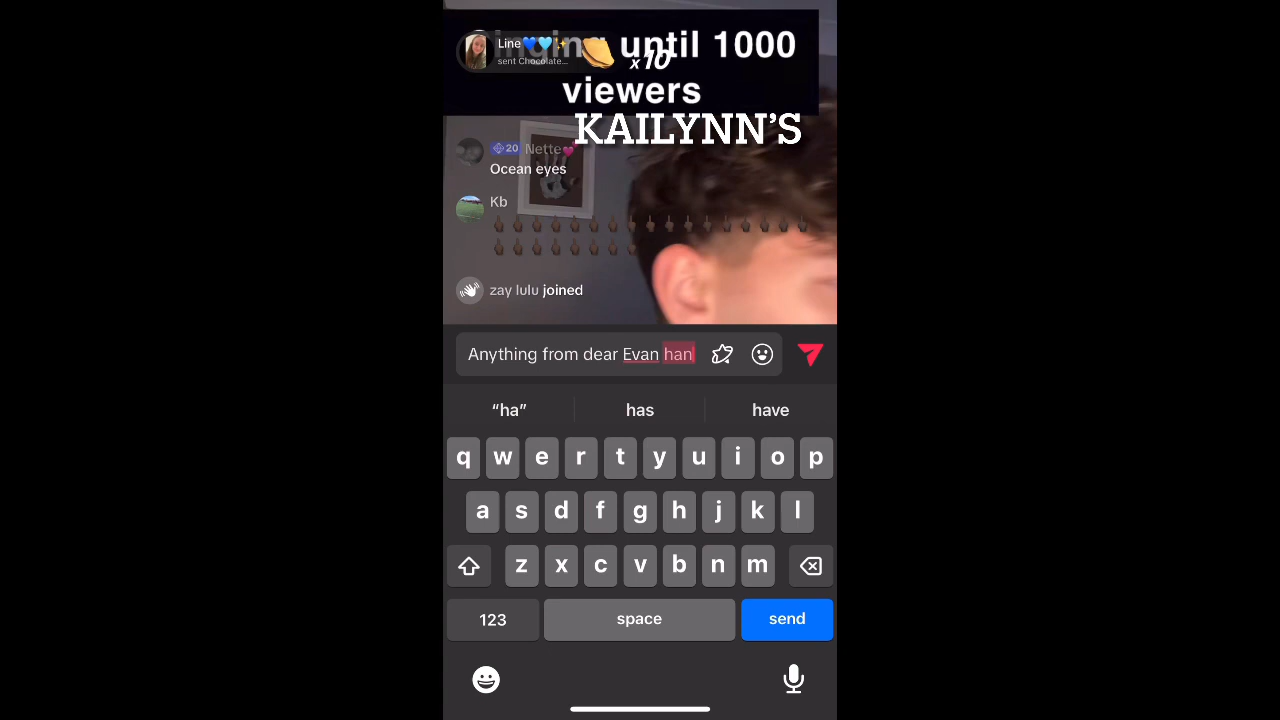 until 1000
viewers
Line💙🩵✨
sent Chocolate...
x10
KAILYNN'S
20 Nette💕
Ocean eyes
Kb
zay lulu joined
Anything from dear Evan han
“ha” has have
q w e r t y u i o p
a s d f g h j k l
z x c v b n m
123 space send